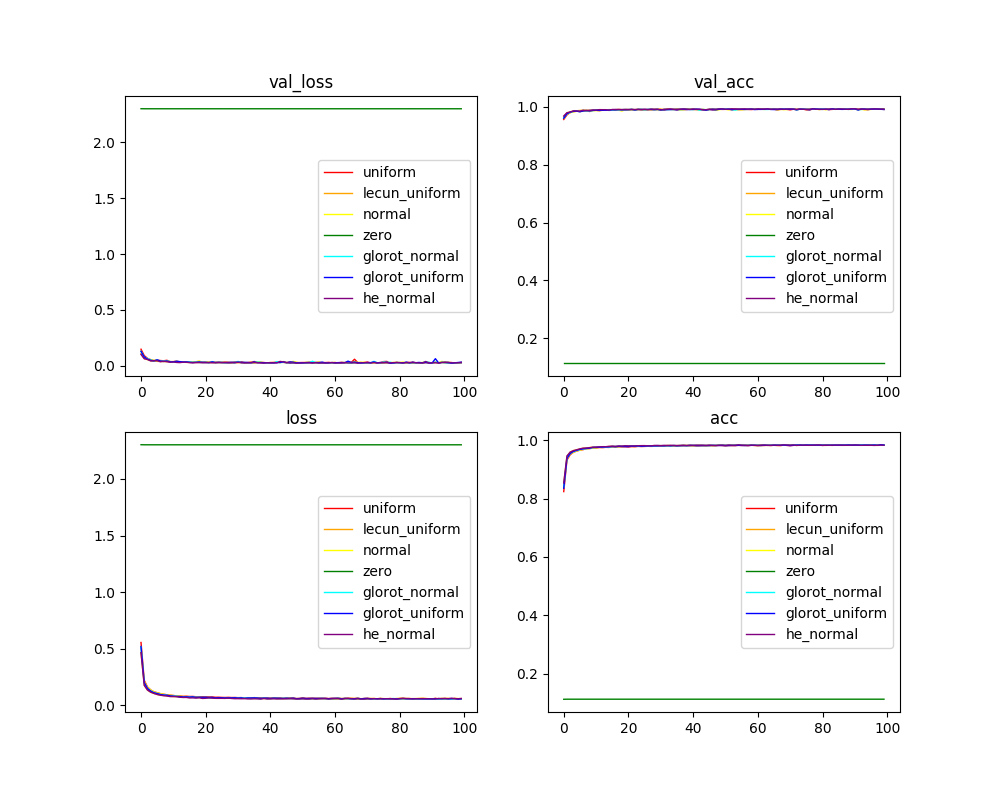 val_loss
2.0
1.5
1.0
0.5
0.0
uniform
lecun_uniform
normal
zero
glorot_normal
glorot_uniform
he_normal
0 20 40 60 80 100
val_acc
1.0
0.8
0.6
0.4
0.2
uniform
lecun_uniform
normal
zero
glorot_normal
glorot_uniform
he_normal
0 20 40 60 80 100
loss
2.0
1.5
1.0
0.5
0.0
uniform
lecun_uniform
normal
zero
glorot_normal
glorot_uniform
he_normal
0 20 40 60 80 100
acc
1.0
0.8
0.6
0.4
0.2
uniform
lecun_uniform
normal
zero
glorot_normal
glorot_uniform
he_normal
0 20 40 60 80 100